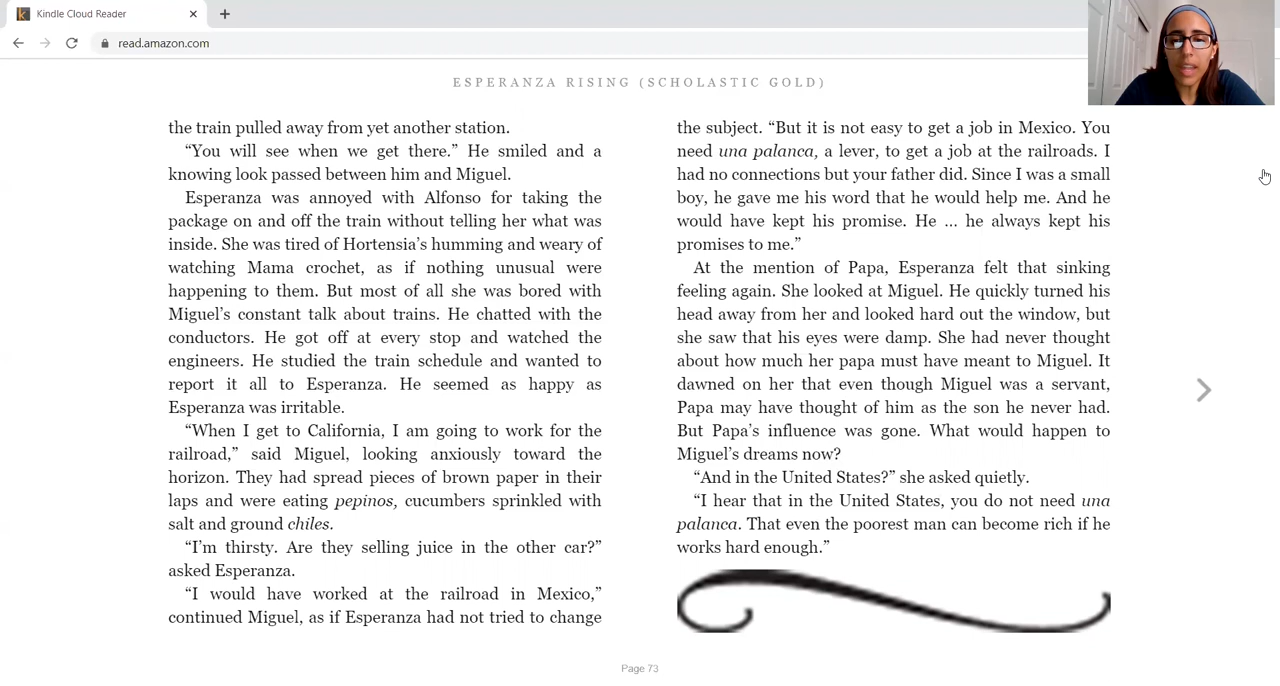 Kindle Cloud Reader
read.amazon.com
ESPERANZA RISING (SCHOLASTIC GOLD)
the train pulled away from yet another station.
“You will see when we get there.” He smiled and a
knowing look passed between him and Miguel.
Esperanza was annoyed with Alfonso for taking the
package on and off the train without telling her what was
inside. She was tired of Hortensia’s humming and weary of
watching Mama crochet, as if nothing unusual were
happening to them. But most of all she was bored with
Miguel’s constant talk about trains. He chatted with the
conductors. He got off at every stop and watched the
engineers. He studied the train schedule and wanted to
report it all to Esperanza. He seemed as happy as
Esperanza was irritable.
“When I get to California, I am going to work for the
railroad,” said Miguel, looking anxiously toward the
horizon. They had spread pieces of brown paper in their
laps and were eating pepinos, cucumbers sprinkled with
salt and ground chiles.
“I’m thirsty. Are they selling juice in the other car?”
asked Esperanza.
“I would have worked at the railroad in Mexico,”
continued Miguel, as if Esperanza had not tried to change
the subject. “But it is not easy to get a job in Mexico. You
need una palanca, a lever, to get a job at the railroads. I
had no connections but your father did. Since I was a small
boy, he gave me his word that he would help me. And he
would have kept his promise. He ... he always kept his
promises to me.”
At the mention of Papa, Esperanza felt that sinking
feeling again. She looked at Miguel. He quickly turned his
head away from her and looked hard out the window, but
she saw that his eyes were damp. She had never thought
about how much her papa must have meant to Miguel. It
dawned on her that even though Miguel was a servant,
Papa may have thought of him as the son he never had.
But Papa’s influence was gone. What would happen to
Miguel’s dreams now?
“And in the United States?” she asked quietly.
“I hear that in the United States, you do not need una
palanca. That even the poorest man can become rich if he
works hard enough.”
Page 73